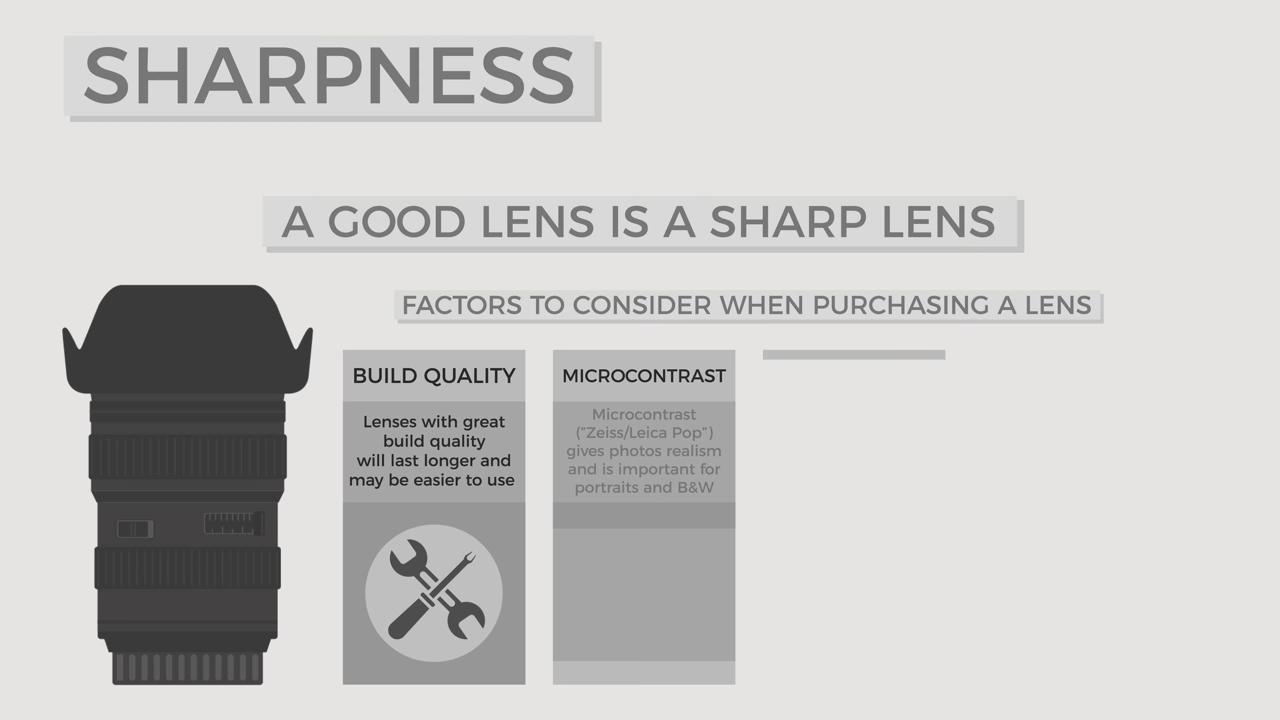 SHARPNESS
A GOOD LENS IS A SHARP LENS
FACTORS TO CONSIDER WHEN PURCHASING A LENS
BUILD QUALITY
Lenses with great
build quality
will last longer and
may be easier to use
MICROCONTRAST
Microcontrast
("Zeiss/Leica Pop")
gives photos realism
and is important for
portraits and B&W